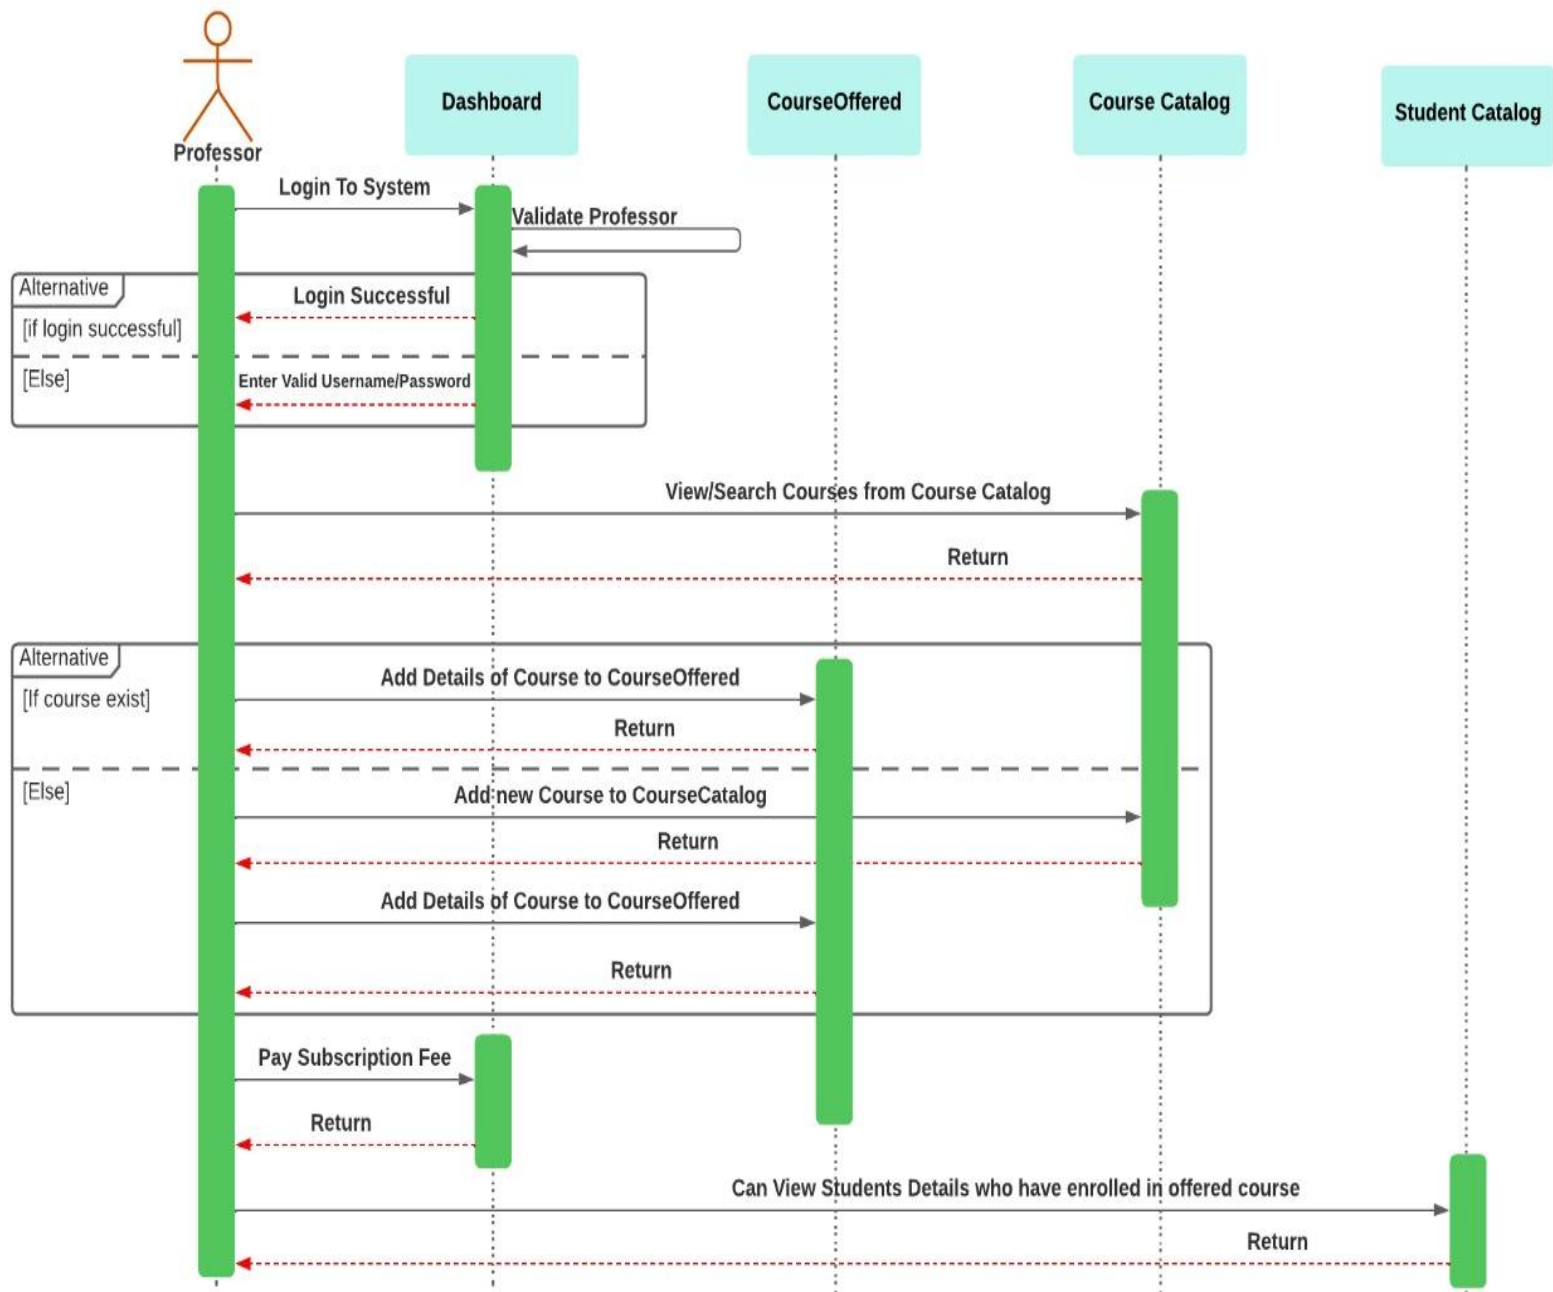 Professor
Dashboard
CourseOffered
Course Catalog
Student Catalog
Login To System
Validate Professor
Alternative
[if login successful]
Login Successful
[Else]
Enter Valid Username/Password
View/Search Courses from Course Catalog
Return
Alternative
[If course exist]
Add Details of Course to CourseOffered
Return
[Else]
Add new Course to CourseCatalog
Return
Add Details of Course to CourseOffered
Return
Pay Subscription Fee
Return
Can View Students Details who have enrolled in offered course
Return